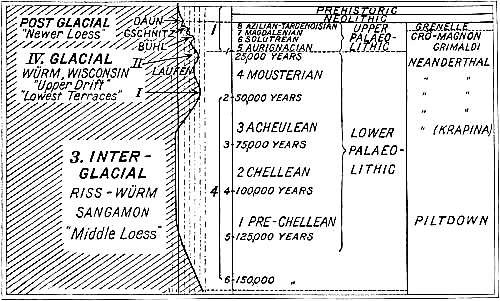 PREHISTORIC
NEOLITHIC
POST GLACIAL
"Newer Loess"
DAUN
GSCHNITZ
BÜHL
1
8 AZILIAN-TARDENOISIAN
7 MAGDALENIAN
6 SOLUTREAN
5 AURIGNACIAN
UPPER
PALAEO-
LITHIC
GRENELLE
CRO-MAGNON
GRIMALDI
IV. GLACIAL
WÜRM, WISCONSIN
"Upper Drift"
"Lowest Terraces"
II
LAUFEN
I
1
25,000 YEARS
4 MOUSTERIAN
2 50,000 YEARS
NEANDERTHAL
" "
" "
" "
" (KRAPINA)
3. INTER-
GLACIAL
RISS-WÜRM
SANGAMON
"Middle Loess"
4
3 ACHEULEAN
3 75,000 YEARS
2 CHELLEAN
4 100,000 YEARS
1 PRE-CHELLEAN
5 125,000 YEARS
6 150,000 "
LOWER
PALAEO-
LITHIC
PILTDOWN